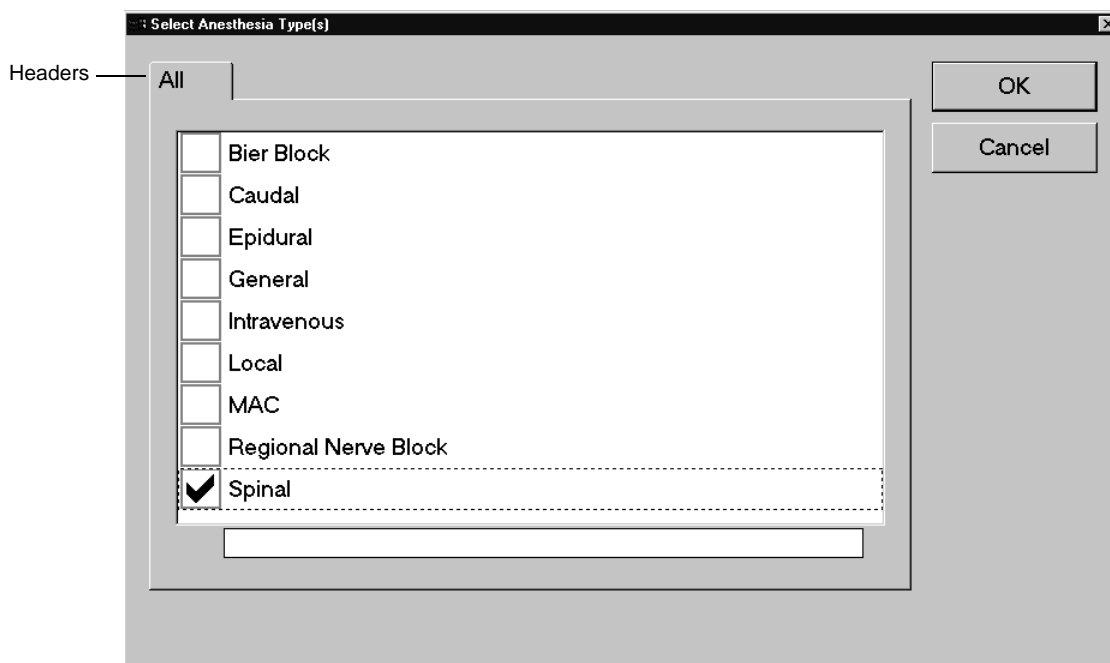 Select Anesthesia Type(s)
Headers
All
OK
Cancel
Bier Block
Caudal
Epidural
General
Intravenous
Local
MAC
Regional Nerve Block
Spinal